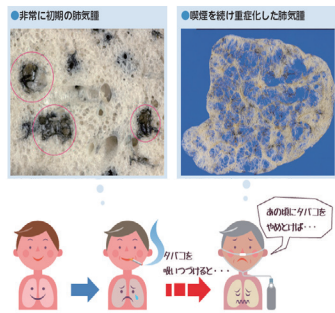 ●非常に初期の肺気腫
●喫煙を続け重症化した肺気腫
タバコを
吸いつづけると・・・
あの頃にタバコを
やめとけば・・・